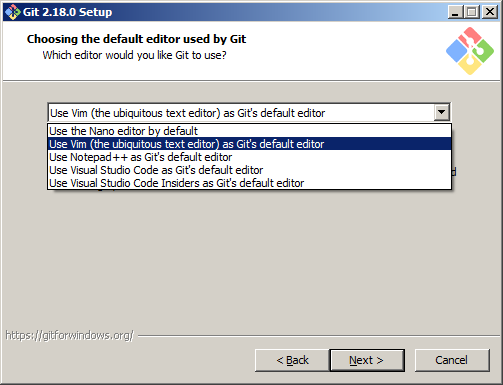 Git 2.18.0 Setup
Choosing the default editor used by Git
Which editor would you like Git to use?
Use Vim (the ubiquitous text editor) as Git's default editor
Use the Nano editor by default
Use Vim (the ubiquitous text editor) as Git's default editor
Use Notepad++ as Git's default editor
Use Visual Studio Code as Git's default editor
Use Visual Studio Code Insiders as Git's default editor
https://gitforwindows.org/
< Back
Next >
Cancel